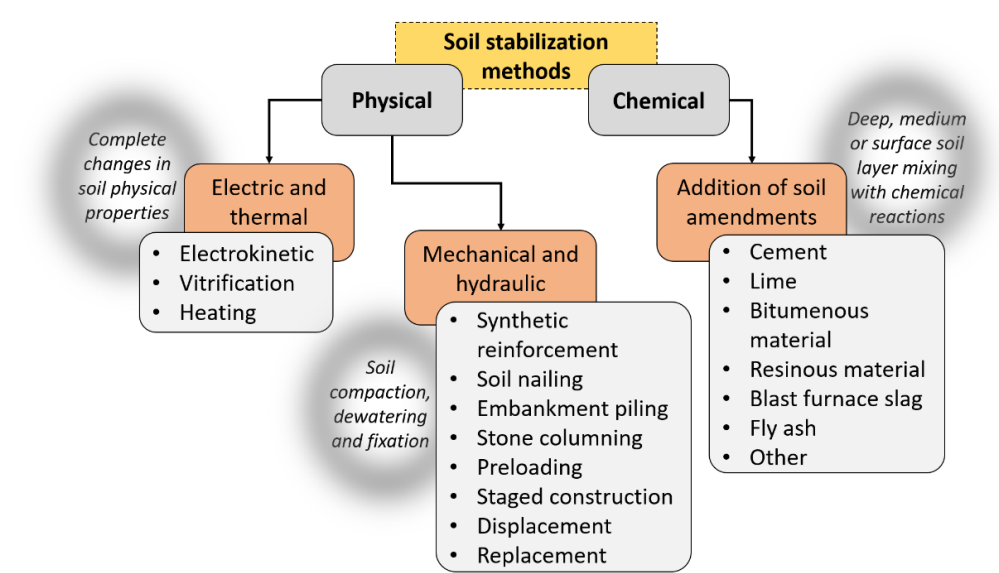 Soil stabilization
methods
Physical
Chemical
Complete
changes in
soil physical
properties
Electric and
thermal
• Electrokinetic
• Vitrification
• Heating
Mechanical and
hydraulic
Soil
compaction,
dewatering
and fixation
• Synthetic
reinforcement
• Soil nailing
• Embankment piling
• Stone columning
• Preloading
• Staged construction
• Displacement
• Replacement
Deep, medium
or surface soil
layer mixing
with chemical
reactions
Addition of soil
amendments
• Cement
• Lime
• Bitumenous
material
• Resinous material
• Blast furnace slag
• Fly ash
• Other